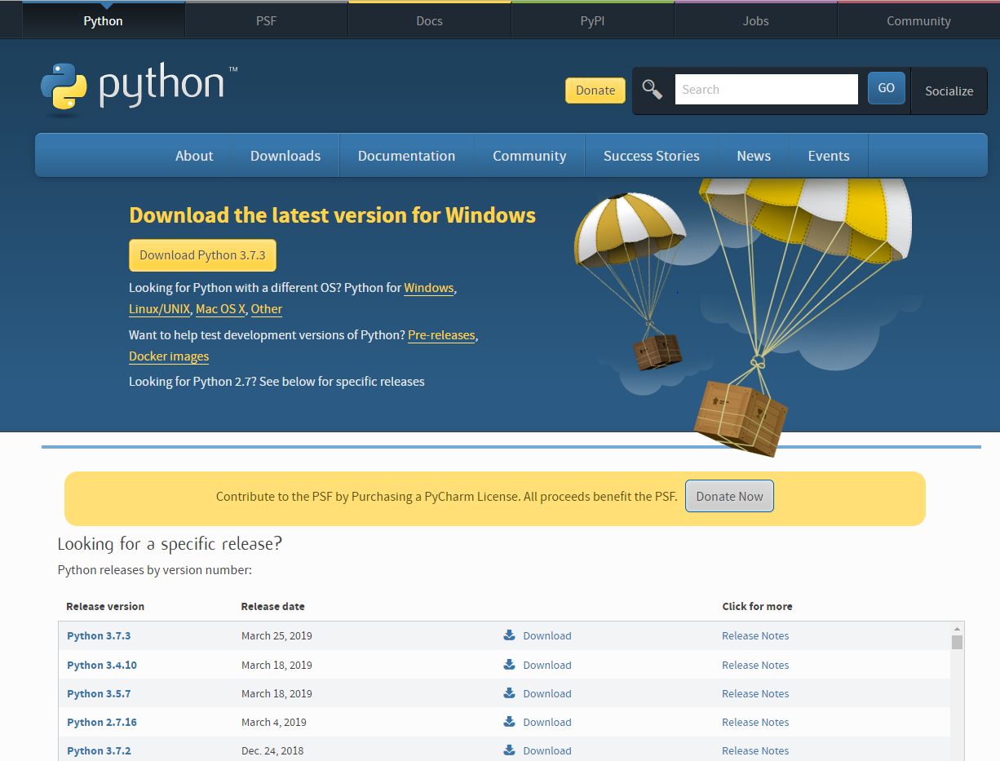 Python PSF Docs PyPI Jobs Community
python™
Donate Search GO Socialize
About Downloads Documentation Community Success Stories News Events
Download the latest version for Windows
Download Python 3.7.3
Looking for Python with a different OS? Python for Windows,
Linux/UNIX, Mac OS X, Other
Want to help test development versions of Python? Pre-releases,
Docker images
Looking for Python 2.7? See below for specific releases
Contribute to the PSF by Purchasing a PyCharm License. All proceeds benefit the PSF. Donate Now
Looking for a specific release?
Python releases by version number:
Release version Release date Click for more
Python 3.7.3 March 25, 2019 Download Release Notes
Python 3.4.10 March 18, 2019 Download Release Notes
Python 3.5.7 March 18, 2019 Download Release Notes
Python 2.7.16 March 4, 2019 Download Release Notes
Python 3.7.2 Dec. 24, 2018 Download Release Notes